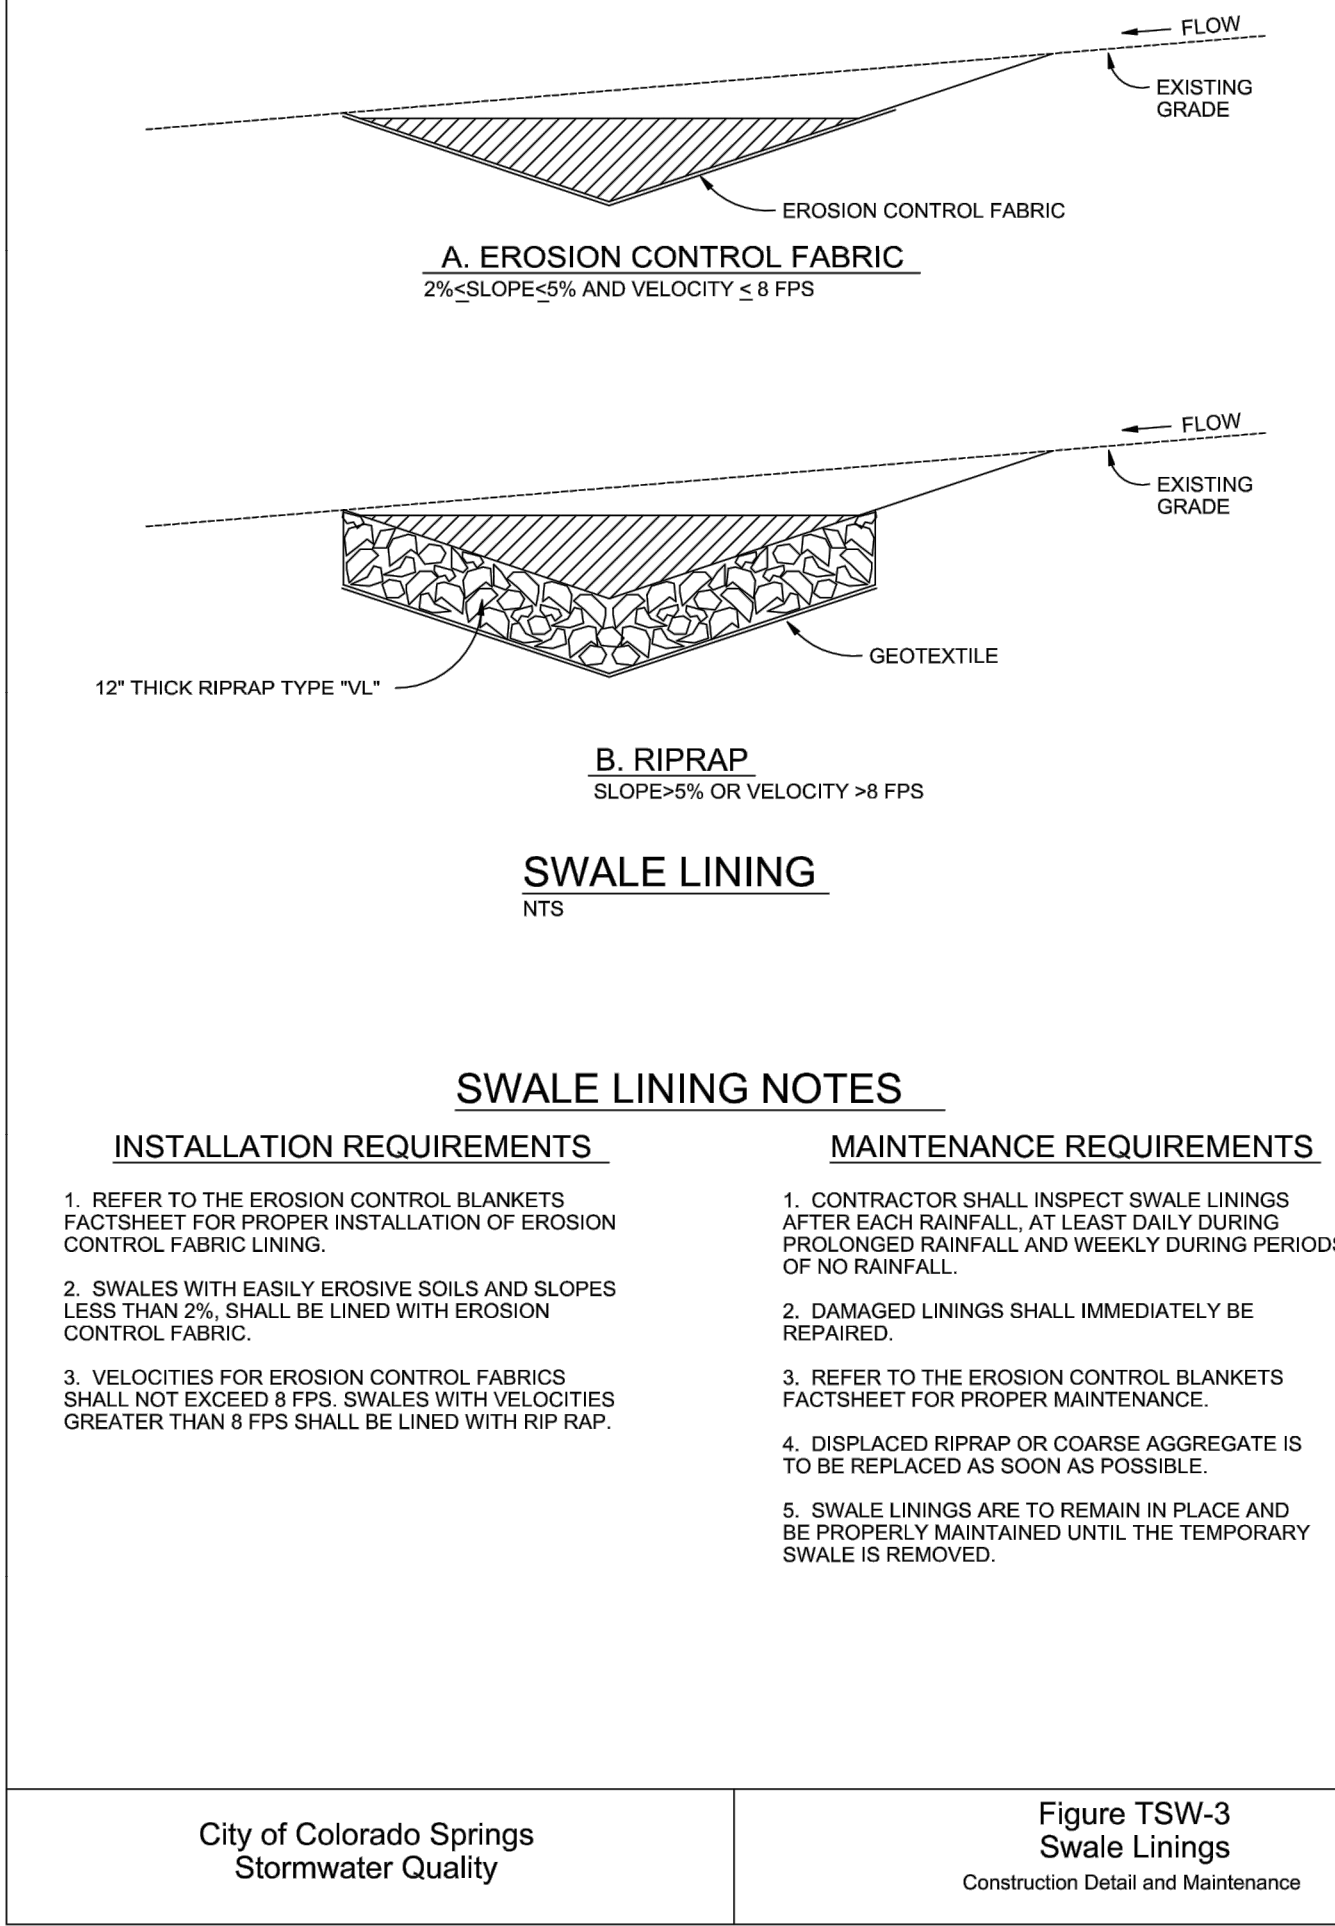 FLOW
EXISTING
GRADE
EROSION CONTROL FABRIC
A. EROSION CONTROL FABRIC
2%≤SLOPE≤5% AND VELOCITY ≤ 8 FPS
FLOW
EXISTING
GRADE
GEOTEXTILE
12" THICK RIPRAP TYPE "VL"
B. RIPRAP
SLOPE>5% OR VELOCITY >8 FPS
SWALE LINING
NTS
SWALE LINING NOTES
INSTALLATION REQUIREMENTS
1. REFER TO THE EROSION CONTROL BLANKETS
FACTSHEET FOR PROPER INSTALLATION OF EROSION
CONTROL FABRIC LINING.
2. SWALES WITH EASILY EROSIVE SOILS AND SLOPES
LESS THAN 2%, SHALL BE LINED WITH EROSION
CONTROL FABRIC.
3. VELOCITIES FOR EROSION CONTROL FABRICS
SHALL NOT EXCEED 8 FPS. SWALES WITH VELOCITIES
GREATER THAN 8 FPS SHALL BE LINED WITH RIP RAP.
MAINTENANCE REQUIREMENTS
1. CONTRACTOR SHALL INSPECT SWALE LININGS
AFTER EACH RAINFALL, AT LEAST DAILY DURING
PROLONGED RAINFALL AND WEEKLY DURING PERIODS
OF NO RAINFALL.
2. DAMAGED LININGS SHALL IMMEDIATELY BE
REPAIRED.
3. REFER TO THE EROSION CONTROL BLANKETS
FACTSHEET FOR PROPER MAINTENANCE.
4. DISPLACED RIPRAP OR COARSE AGGREGATE IS
TO BE REPLACED AS SOON AS POSSIBLE.
5. SWALE LININGS ARE TO REMAIN IN PLACE AND
BE PROPERLY MAINTAINED UNTIL THE TEMPORARY
SWALE IS REMOVED.
City of Colorado Springs
Stormwater Quality
Figure TSW-3
Swale Linings
Construction Detail and Maintenance